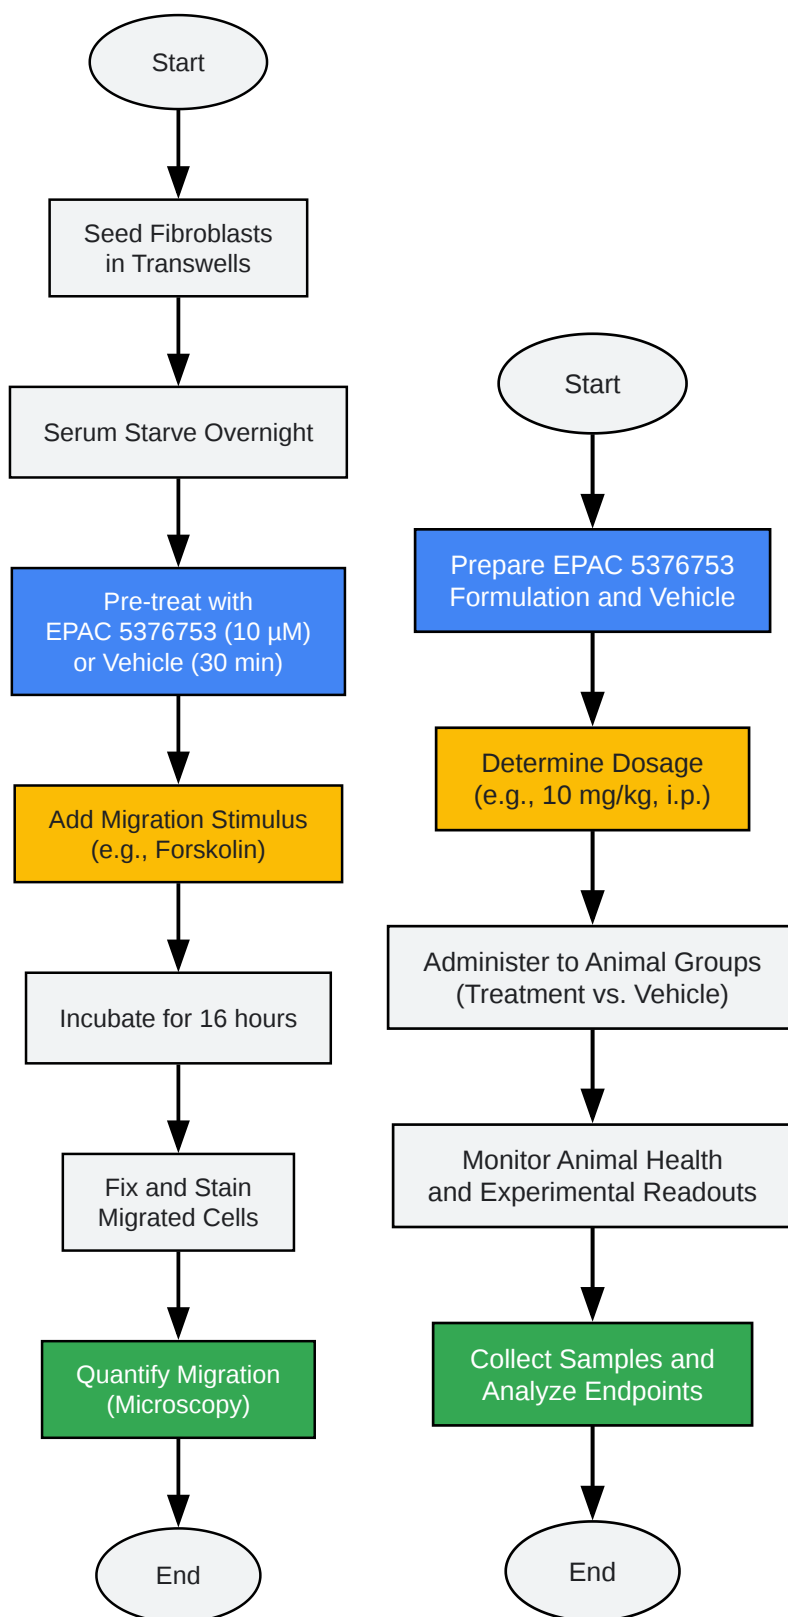 Start
Seed Fibroblasts
in Transwells
Serum Starve Overnight
Pre-treat with
EPAC 5376753 (10 µM)
or Vehicle (30 min)
Add Migration Stimulus
(e.g., Forskolin)
Incubate for 16 hours
Fix and Stain
Migrated Cells
Quantify Migration
(Microscopy)
End
Start
Prepare EPAC 5376753
Formulation and Vehicle
Determine Dosage
(e.g., 10 mg/kg, i.p.)
Administer to Animal Groups
(Treatment vs. Vehicle)
Monitor Animal Health
and Experimental Readouts
Collect Samples and
Analyze Endpoints
End